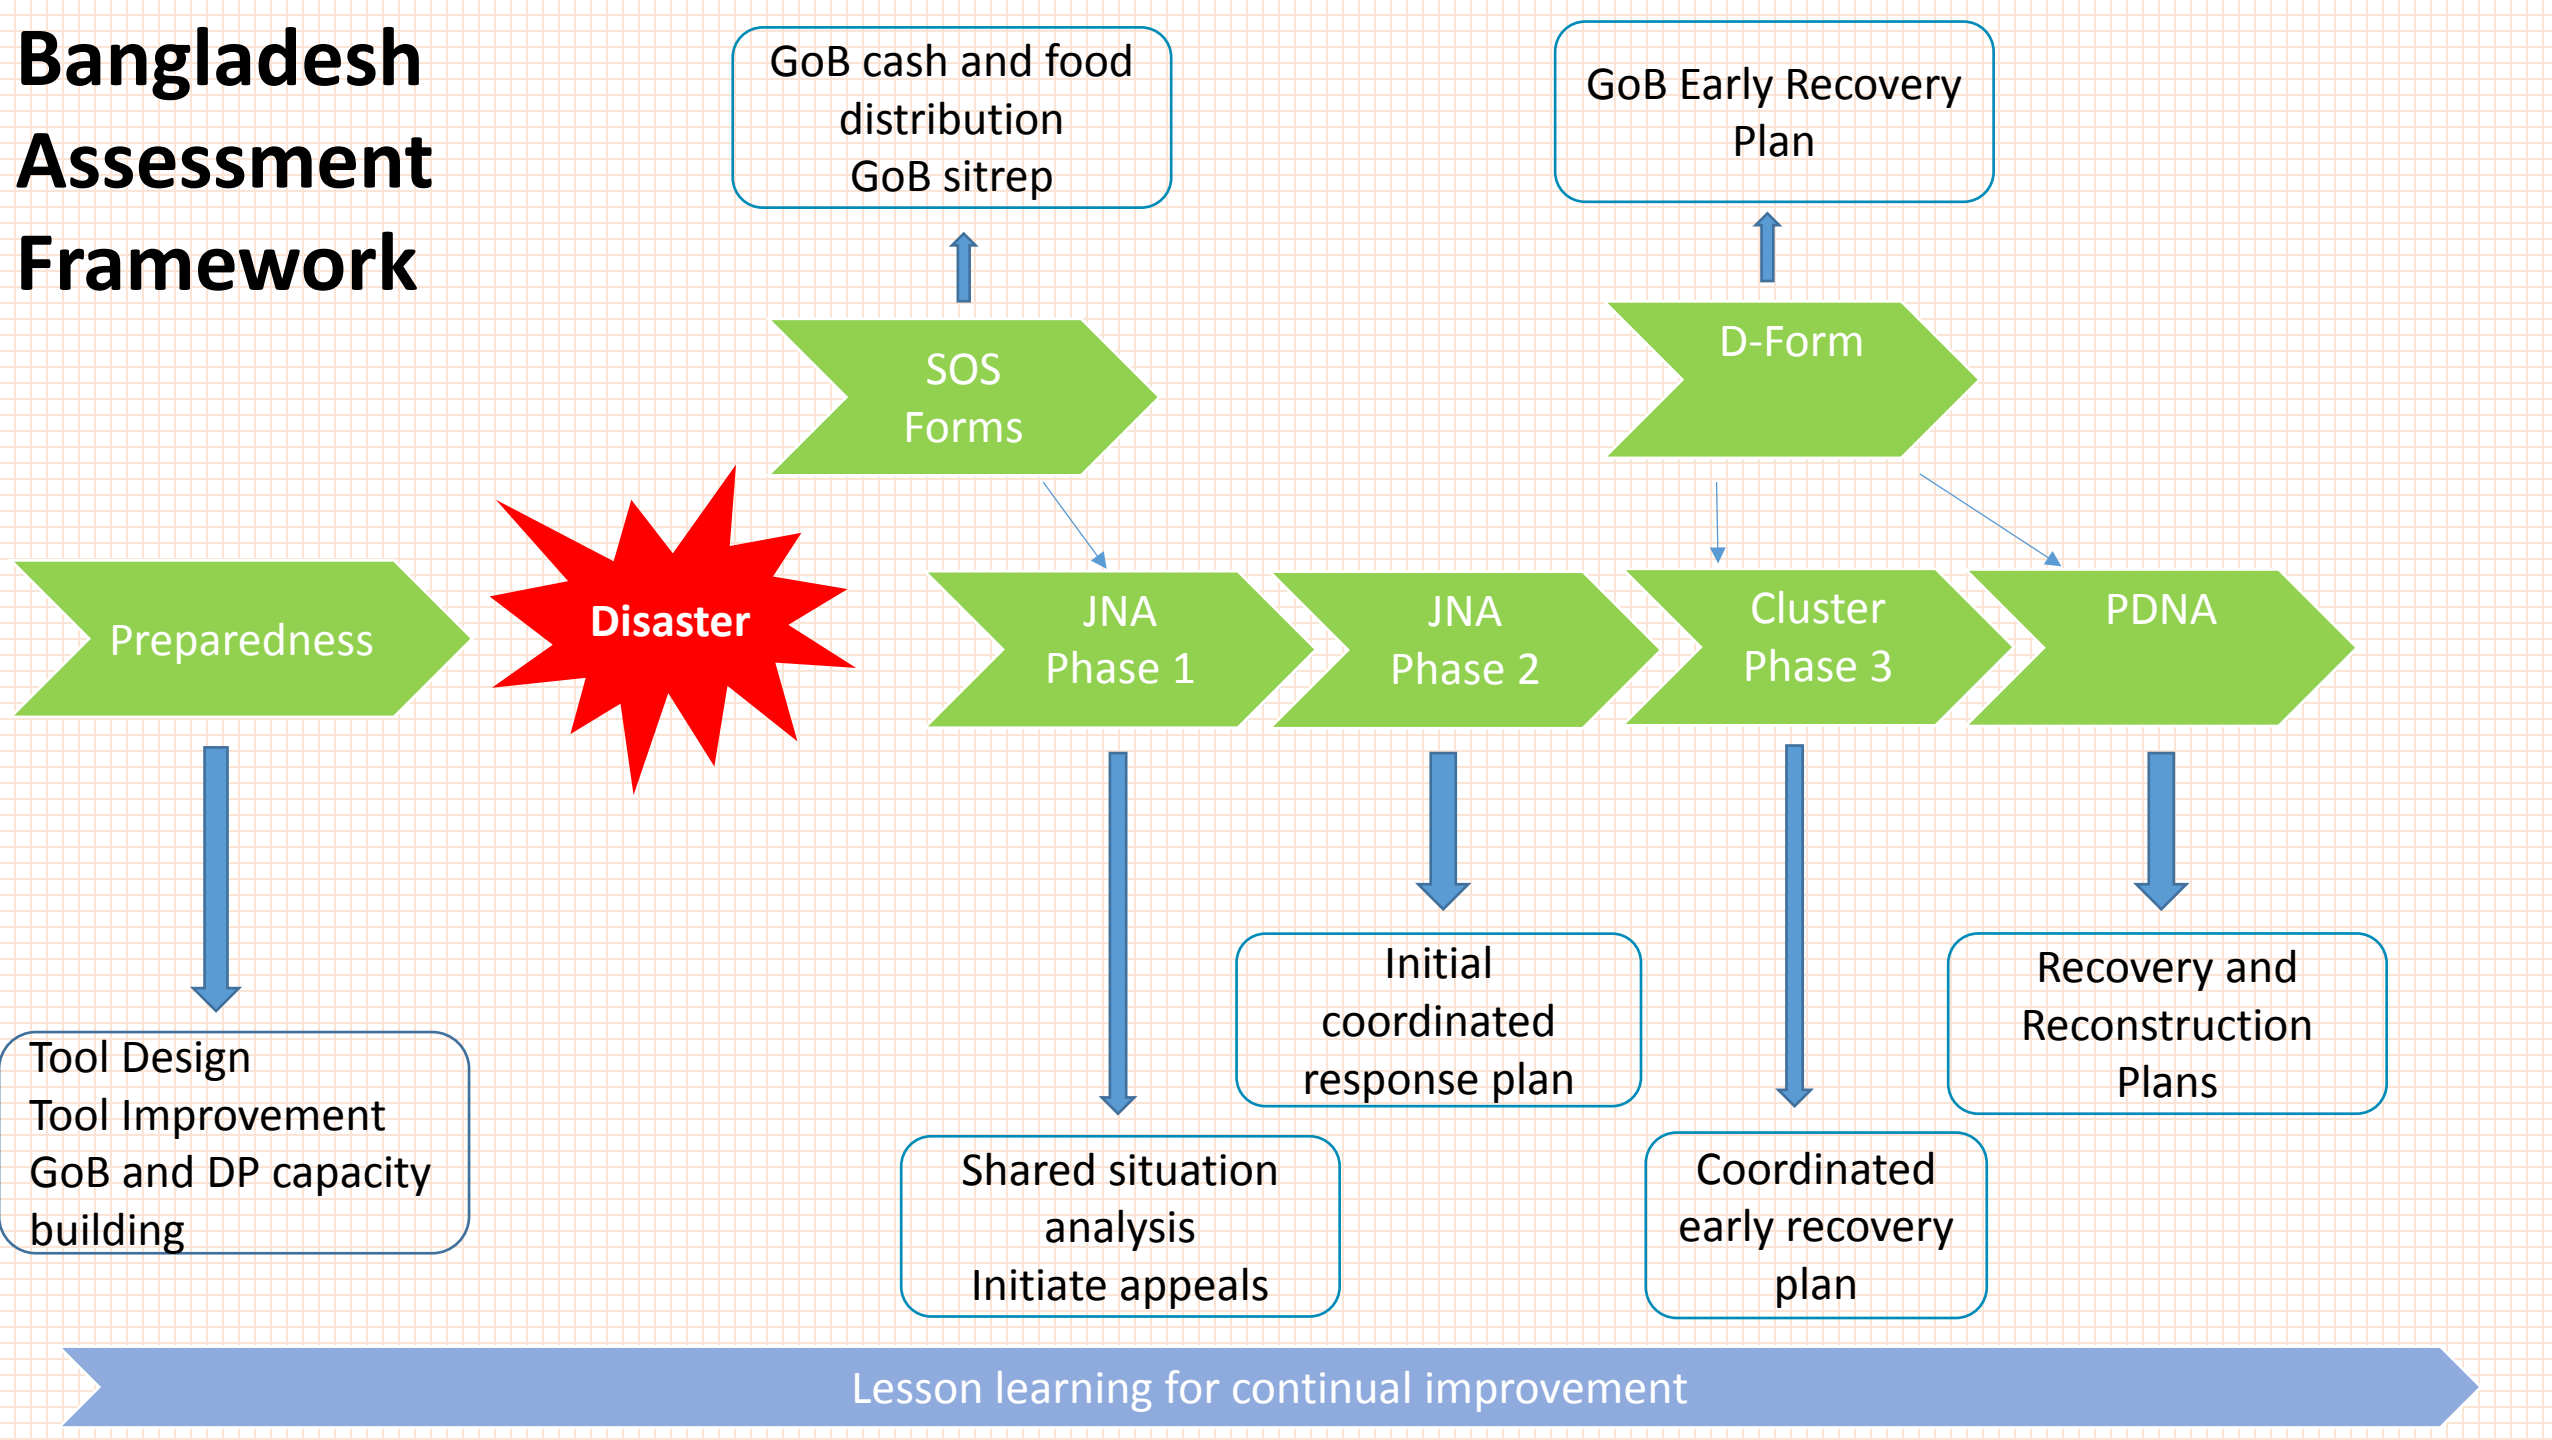 Bangladesh
Assessment
Framework
GoB cash and food
distribution
GoB sitrep
GoB Early Recovery
Plan
SOS
Forms
D-Form
Preparedness
Disaster
JNA
Phase 1
JNA
Phase 2
Cluster
Phase 3
PDNA
Tool Design
Tool Improvement
GoB and DP capacity
building
Shared situation
analysis
Initiate appeals
Initial
coordinated
response plan
Coordinated
early recovery
plan
Recovery and
Reconstruction
Plans
Lesson learning for continual improvement